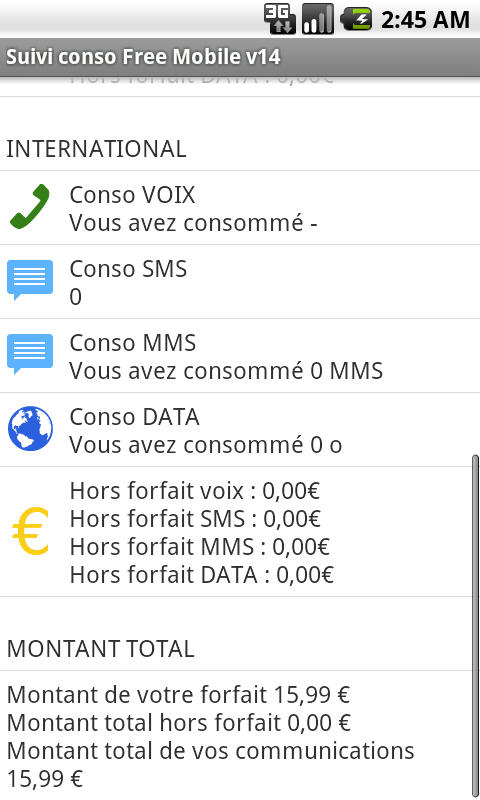 3G
2:45 AM
Suivi conso Free Mobile v14
Hors forfait DATA : 0,00€
INTERNATIONAL
Conso VOIX
Vous avez consommé -
Conso SMS
0
Conso MMS
Vous avez consommé 0 MMS
Conso DATA
Vous avez consommé 0 o
€
Hors forfait voix : 0,00€
Hors forfait SMS : 0,00€
Hors forfait MMS : 0,00€
Hors forfait DATA : 0,00€
MONTANT TOTAL
Montant de votre forfait 15,99 €
Montant total hors forfait 0,00 €
Montant total de vos communications
15,99 €